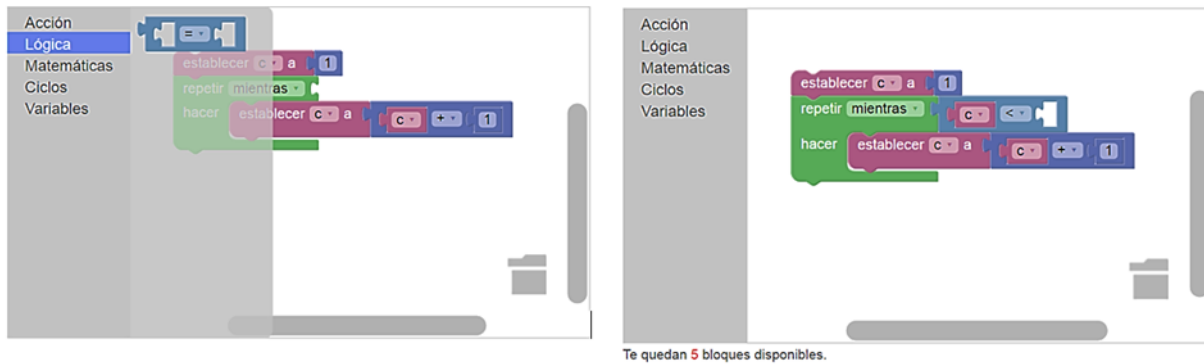 Acción
Lógica
Matemáticas
Ciclos
Variables
=
establecer c a 1
repetir mientras
hacer establecer c a c + 1
Acción
Lógica
Matemáticas
Ciclos
Variables
establecer c a 1
repetir mientras c <
hacer establecer c a c + 1
Te quedan 5 bloques disponibles.